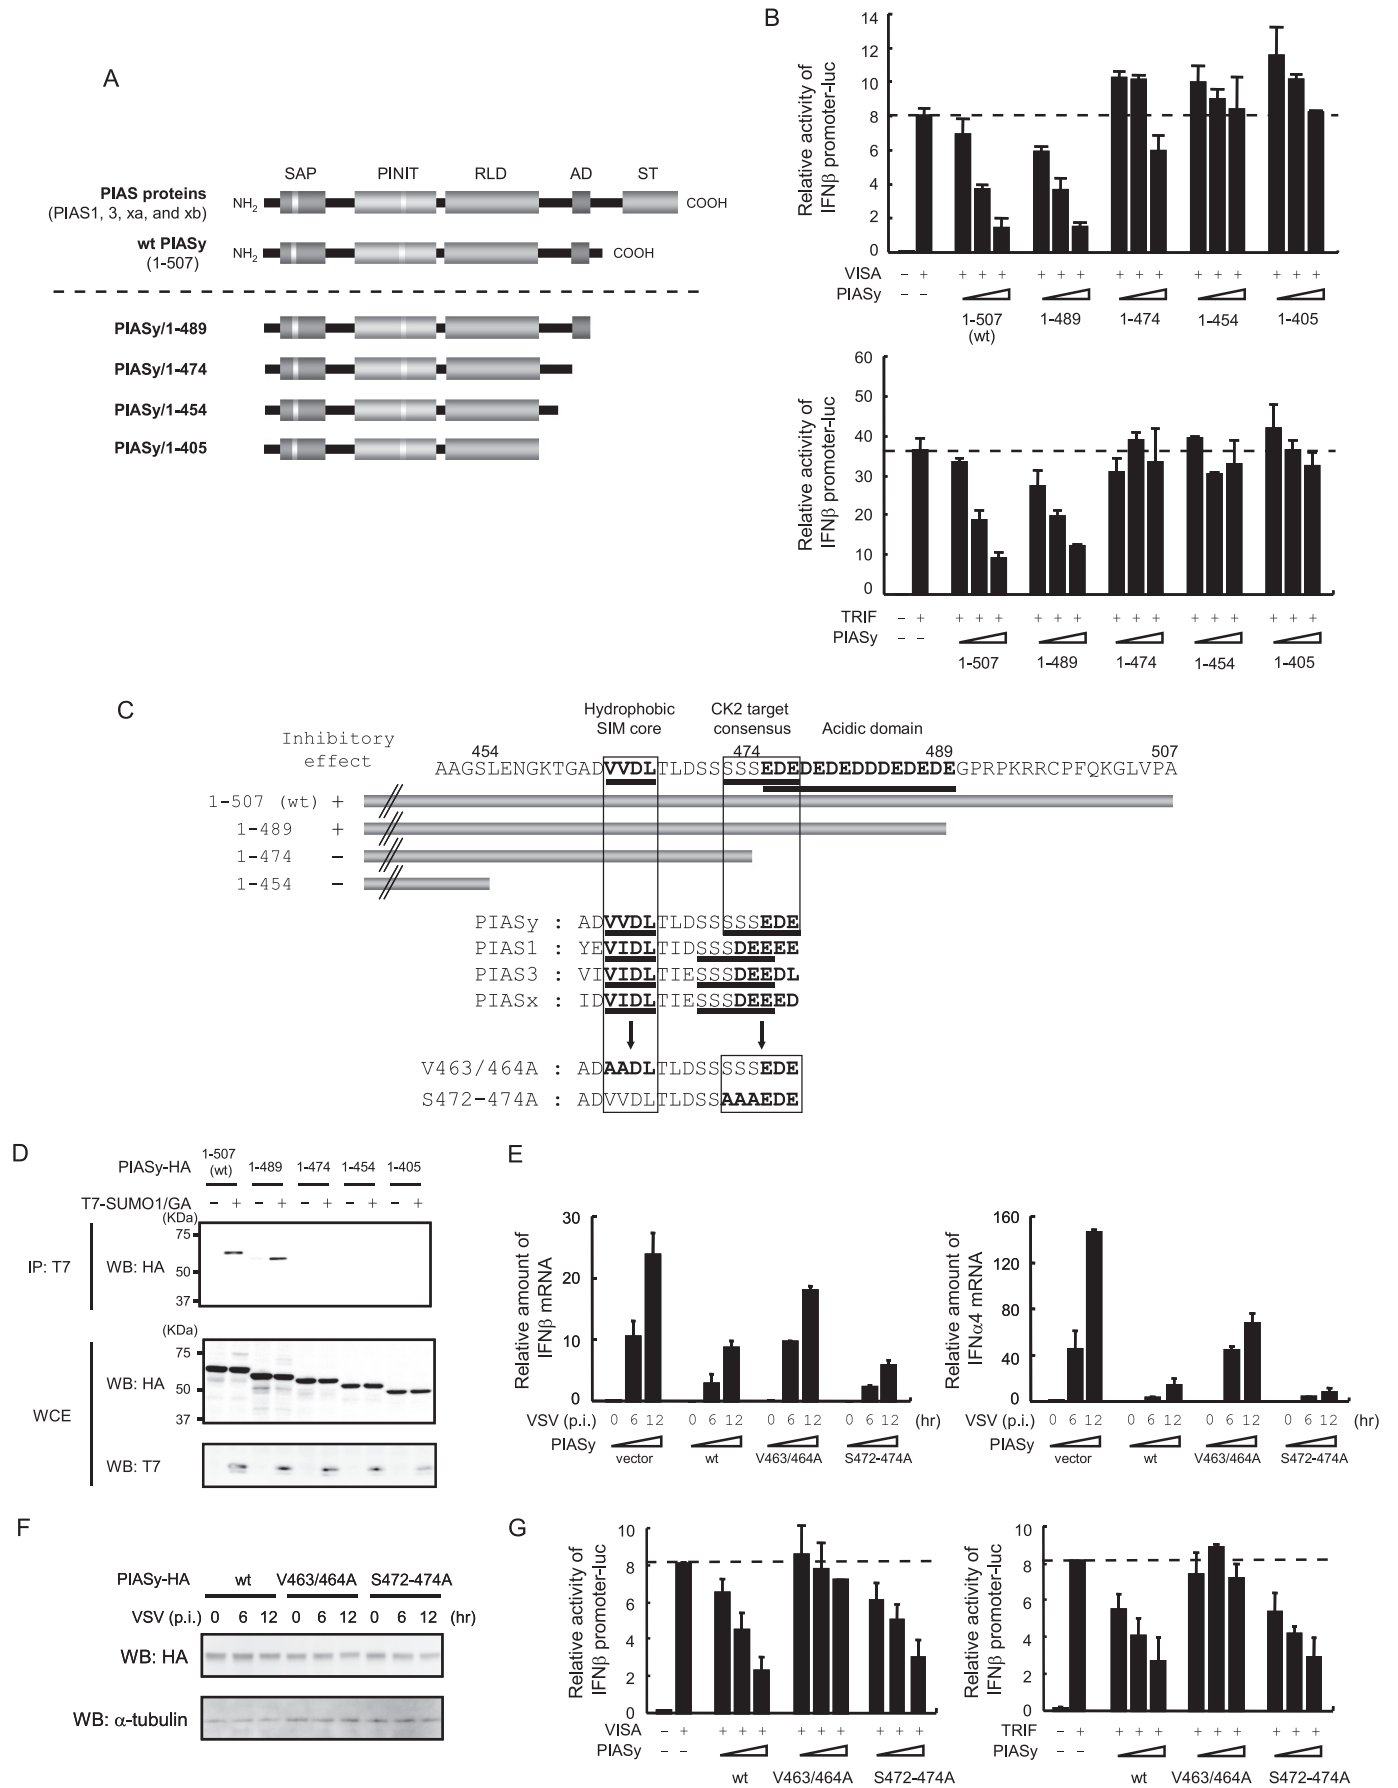 A
SAP PINIT RLD AD ST
PIAS proteins
(PIAS1, 3, xa, and xb)
NH2 COOH
wt PIASy
(1-507)
NH2 COOH
PIASy/1-489
PIASy/1-474
PIASy/1-454
PIASy/1-405
B
Relative activity of
IFNβ promoter-luc
14
12
10
8
6
4
2
0
VISA - + + + + + + + + + + + + + + + +
PIASy - -
1-507 1-489 1-474 1-454 1-405
(wt)
Relative activity of
IFNβ promoter-luc
60
50
40
30
20
10
0
TRIF - + + + + + + + + + + + + + + + +
PIASy - -
1-507 1-489 1-474 1-454 1-405
C
Hydrophobic
SIM core
CK2 target
consensus
Acidic domain
Inhibitory
effect
454 474 489 507
AAGSLENGKTGADVVDLTLDSSSSSEDEDEDEDDDEDEDEGPRPKRRCPFQKGLVPA
1-507 (wt) +
1-489 +
1-474 -
1-454 -
PIASy : ADVVDLTLDSSSSSEDE
PIAS1 : YEVIDLTIDSSSDEEEE
PIAS3 : VIVIDLTIESSSDEEDL
PIASx : IDVIDLTIESSSDEEED
V463/464A : ADAADLTLDSSSSSEDE
S472-474A : ADVVDLTLDSSAAAEDE
D
PIASy-HA
1-507
(wt)
1-489 1-474 1-454 1-405
T7-SUMO1/GA - + - + - + - + - +
(KDa)
75
50
37
IP: T7
WB: HA
(KDa)
75
50
37
WB: HA
WCE
WB: T7
E
Relative amount of
IFNβ mRNA
30
20
10
0
VSV (p.i.) 0 6 12 0 6 12 0 6 12 0 6 12 (hr)
PIASy
vector wt V463/464A S472-474A
Relative amount of
IFNα4 mRNA
160
120
80
40
0
0 6 12 0 6 12 0 6 12 0 6 12 (hr)
vector wt V463/464A S472-474A
F
PIASy-HA wt V463/464A S472-474A
VSV (p.i.) 0 6 12 0 6 12 0 6 12 (hr)
WB: HA
WB: α-tubulin
G
Relative activity of
IFNβ promoter-luc
10
8
6
4
2
0
VISA - + + + + + + + + + +
PIASy - -
wt V463/464A S472-474A
Relative activity of
IFNβ promoter-luc
10
8
6
4
2
0
TRIF - + + + + + + + + + +
PIASy - -
wt V463/464A S472-474A